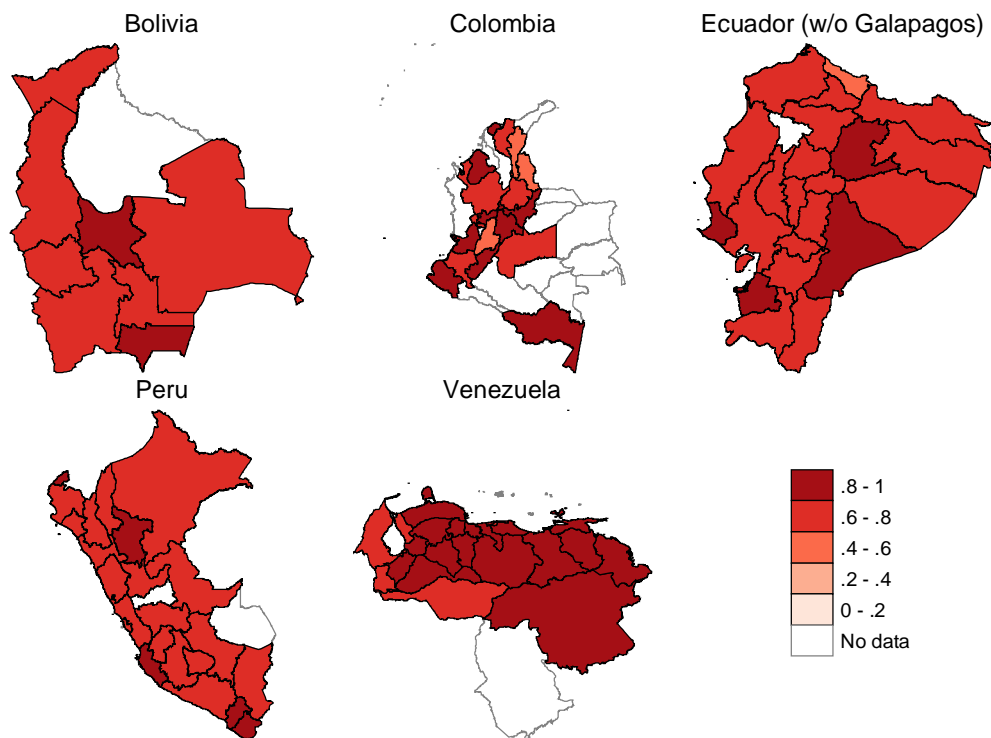 Bolivia
Colombia
Ecuador (w/o Galapagos)
Peru
Venezuela
.8 - 1
.6 - .8
.4 - .6
.2 - .4
0 - .2
No data